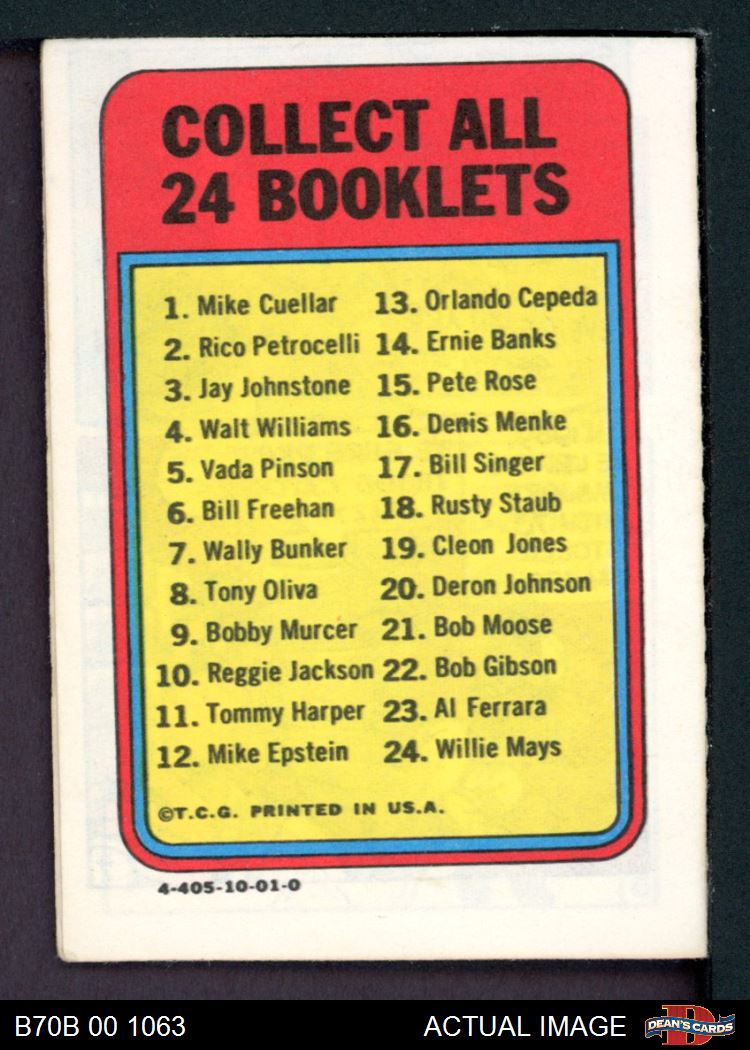 COLLECT ALL
24 BOOKLETS
1. Mike Cuellar
2. Rico Petrocelli
3. Jay Johnstone
4. Walt Williams
5. Vada Pinson
6. Bill Freehan
7. Wally Bunker
8. Tony Oliva
9. Bobby Murcer
10. Reggie Jackson
11. Tommy Harper
12. Mike Epstein
13. Orlando Cepeda
14. Ernie Banks
15. Pete Rose
16. Denis Menke
17. Bill Singer
18. Rusty Staub
19. Cleon Jones
20. Deron Johnson
21. Bob Moose
22. Bob Gibson
23. Al Ferrara
24. Willie Mays
©T.C.G. PRINTED IN U.S.A.
4-405-10-01-0
B70B 00 1063
ACTUAL IMAGE
D
DEAN'S CARDS